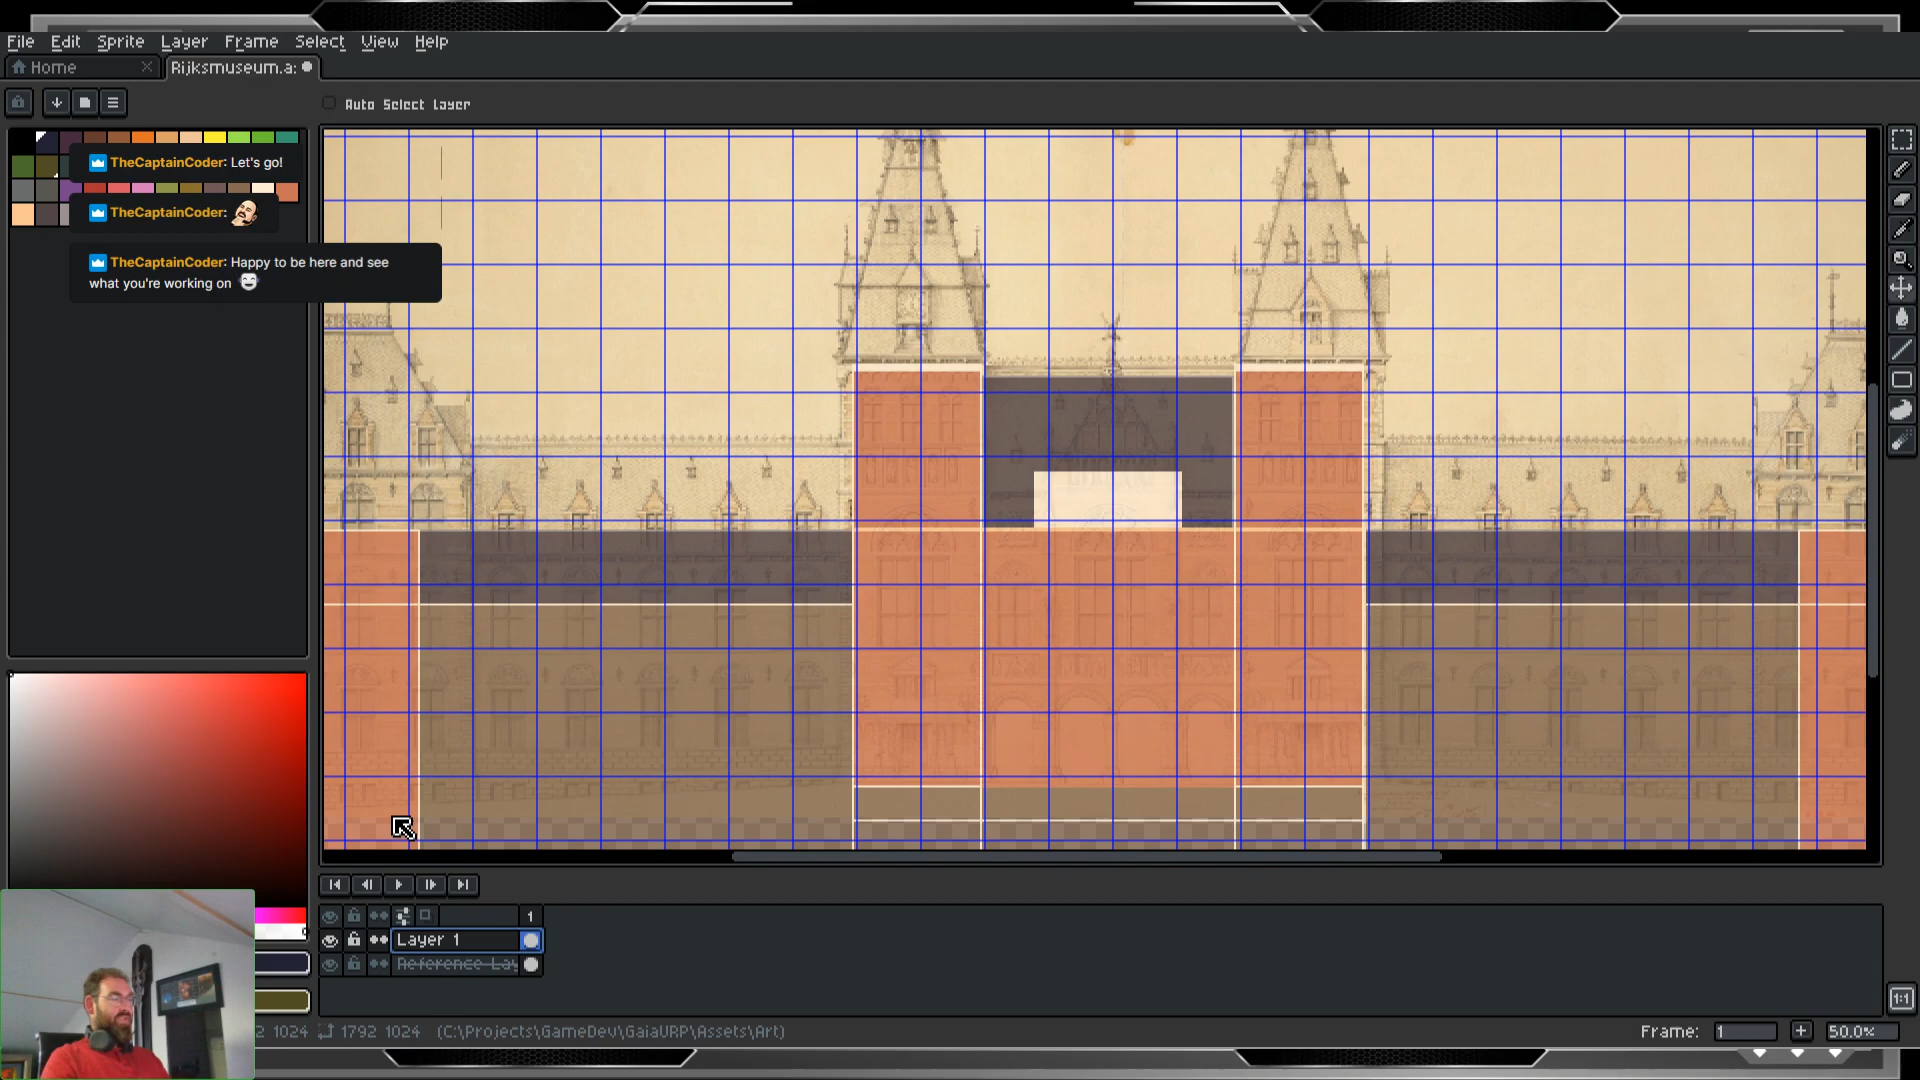 File Edit Sprite Layer Frame Select View Help
Home
Rijksmuseum.a:
Auto Select Layer
TheCaptainCoder: Let's go!
TheCaptainCoder:
TheCaptainCoder: Happy to be here and see
what you're working on
1
Layer 1
Reference Lay
2 1024 1792 1024 (C:\Projects\GameDev\GaiaURP\Assets\Art)
Frame: 1 + 50.0%
1:1